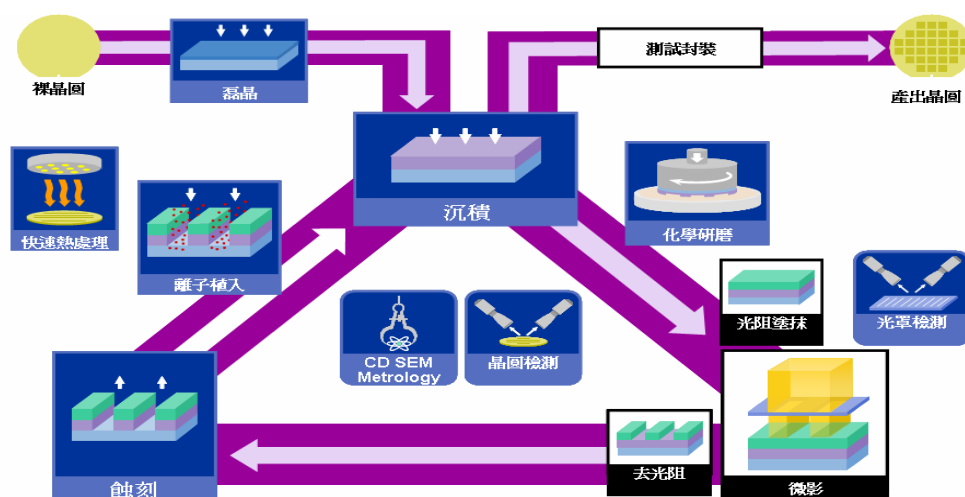 裸晶圓
磊晶
測試封裝
產出晶圓
沉積
快速熱處理
離子植入
化學研磨
光阻塗抹
光罩檢測
CD SEM
Metrology
晶圓檢測
蝕刻
去光阻
微影